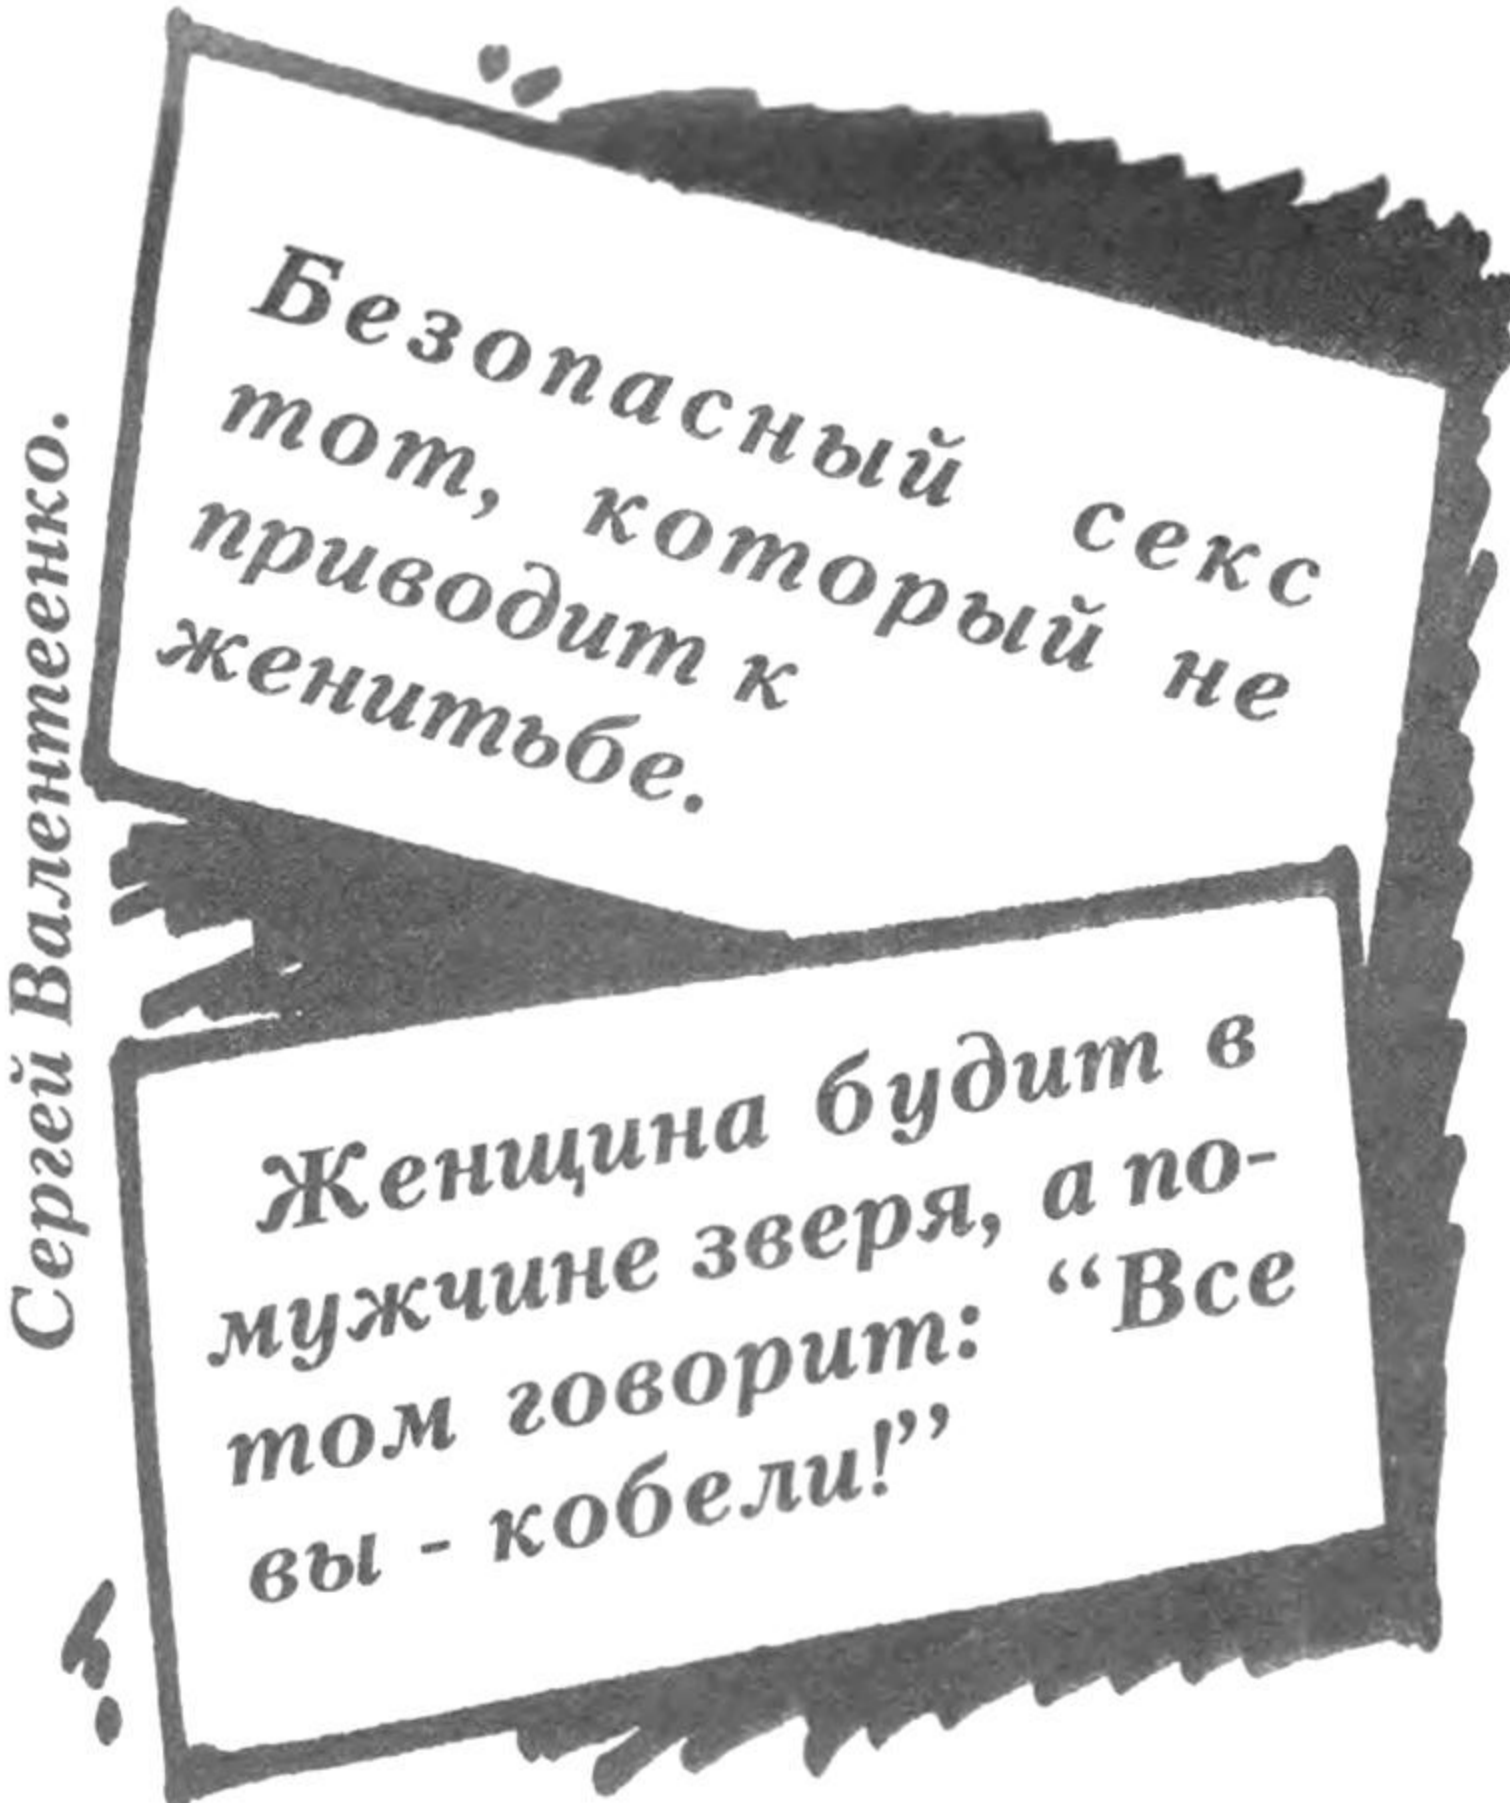 Сергей Валентеенко.
Безопасный секс
тот, который не
приводит к
женитьбе.
Женщина будит в
мужчине зверя, а по-
том говорит: “Все
вы - кобели!”